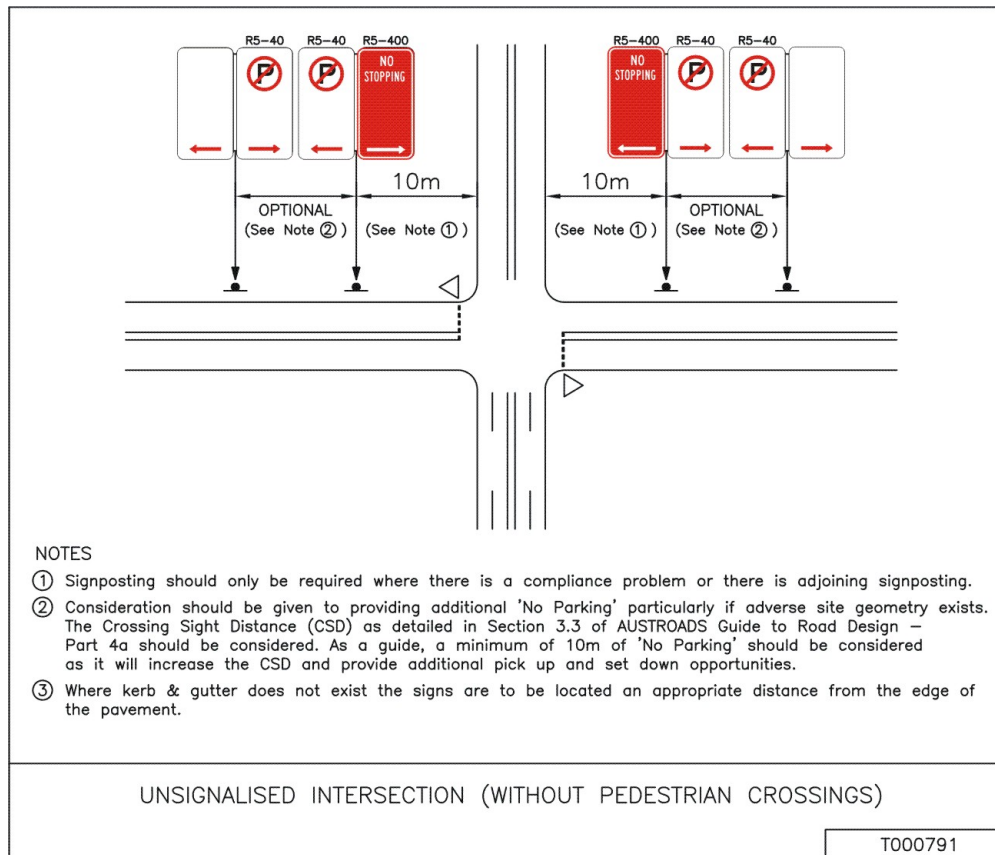 R5-40 R5-40 R5-400
P P NO
STOPPING
R5-400 R5-40 R5-40
NO P P
STOPPING
10m
OPTIONAL
(See Note ②) (See Note ①)
10m
OPTIONAL
(See Note ①) (See Note ②)
NOTES
① Signposting should only be required where there is a compliance problem or there is adjoining signposting.
② Consideration should be given to providing additional 'No Parking' particularly if adverse site geometry exists.
The Crossing Sight Distance (CSD) as detailed in Section 3.3 of AUSTROADS Guide to Road Design –
Part 4a should be considered. As a guide, a minimum of 10m of 'No Parking' should be considered
as it will increase the CSD and provide additional pick up and set down opportunities.
③ Where kerb & gutter does not exist the signs are to be located an appropriate distance from the edge of
the pavement.
UNSIGNALISED INTERSECTION (WITHOUT PEDESTRIAN CROSSINGS)
T000791